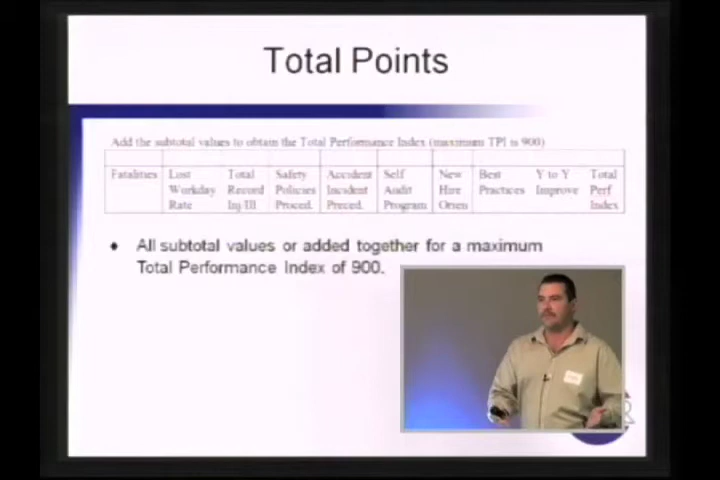 Total Points
Add the subtotal values to obtain the Total Performance Index (maximum TPI is 900)
Fatalities Lost Total Safety Accident Self New Best Y to Y Total
Workday Record Policies Incident Audit Hire Practices Improve Perf
Rate Inj/Ill Proced. Preced. Program Orien Index
All subtotal values or added together for a maximum
Total Performance Index of 900.